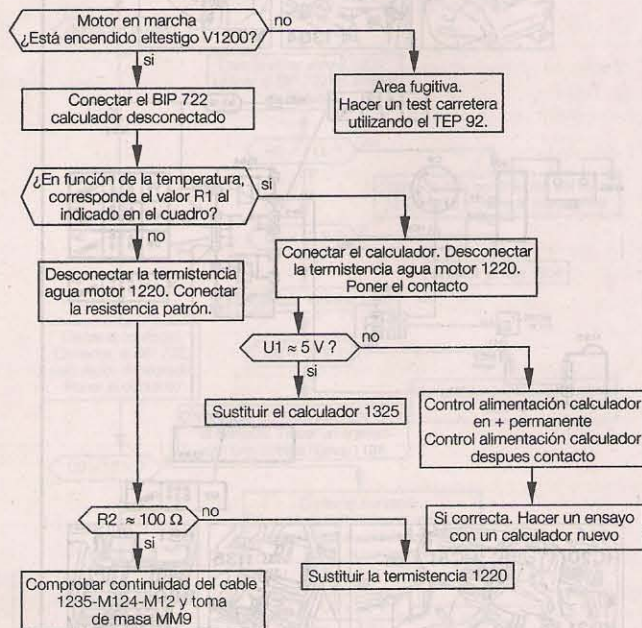 Motor en marcha
¿Está encendido eltestigo V1200?
no
si
Conectar el BIP 722
calculador desconectado
Area fugitiva.
Hacer un test carretera
utilizando el TEP 92.
¿En función de la temperatura,
corresponde el valor R1 al
indicado en el cuadro?
si
no
Desconectar la termistencia
agua motor 1220. Conectar
la resistencia patrón.
Conectar el calculador. Desconectar
la termistencia agua motor 1220.
Poner el contacto
U1 ≈ 5 V ?
no
si
Sustituir el calculador 1325
Control alimentación calculador
en + permanente
Control alimentación calculador
despues contacto
R2 ≈ 100 Ω
no
si
Si correcta. Hacer un ensayo
con un calculador nuevo
Comprobar continuidad del cable
1235-M124-M12 y toma
de masa MM9
Sustituir la termistencia 1220